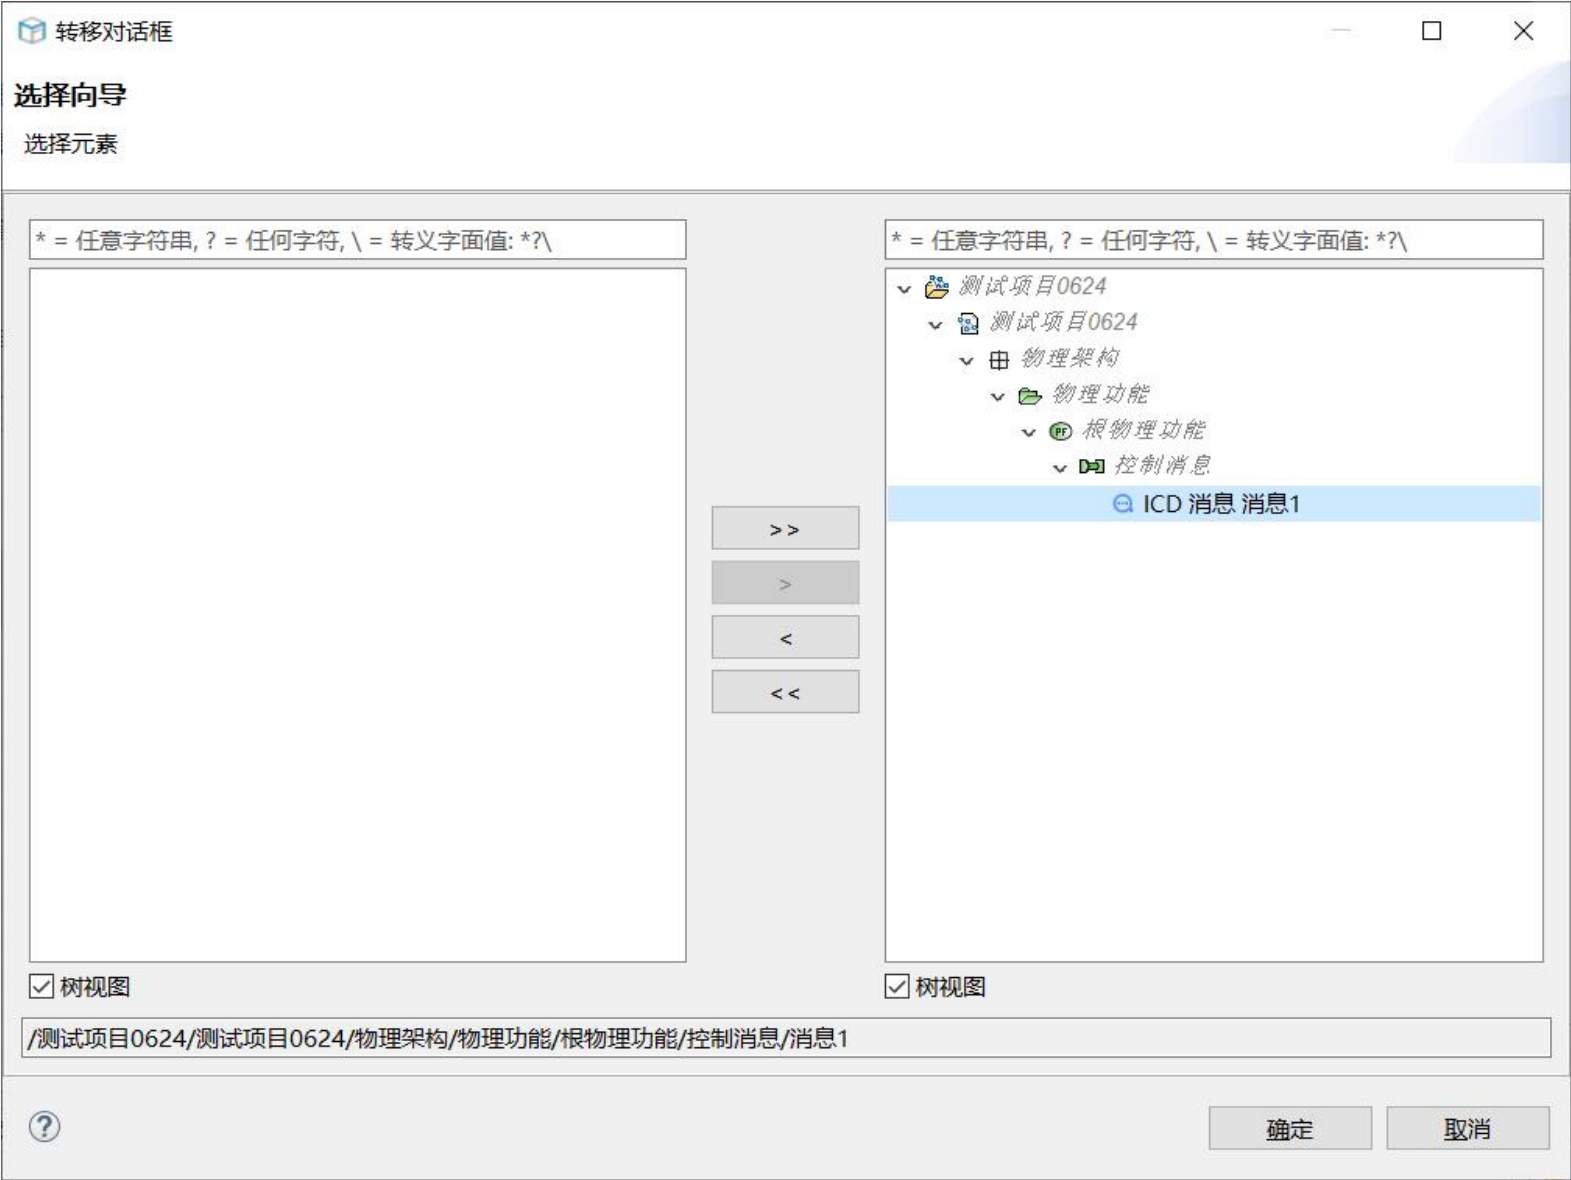 转移对话框
选择向导
选择元素
* = 任意字符串, ? = 任何字符, \ = 转义字面值: *?\
* = 任意字符串, ? = 任何字符, \ = 转义字面值: *?\
测试项目0624
测试项目0624
物理架构
物理功能
PF 根物理功能
控制消息
ICD 消息 消息1
>>
>
<
<<
树视图
树视图
/测试项目0624/测试项目0624/物理架构/物理功能/根物理功能/控制消息/消息1
?
确定
取消